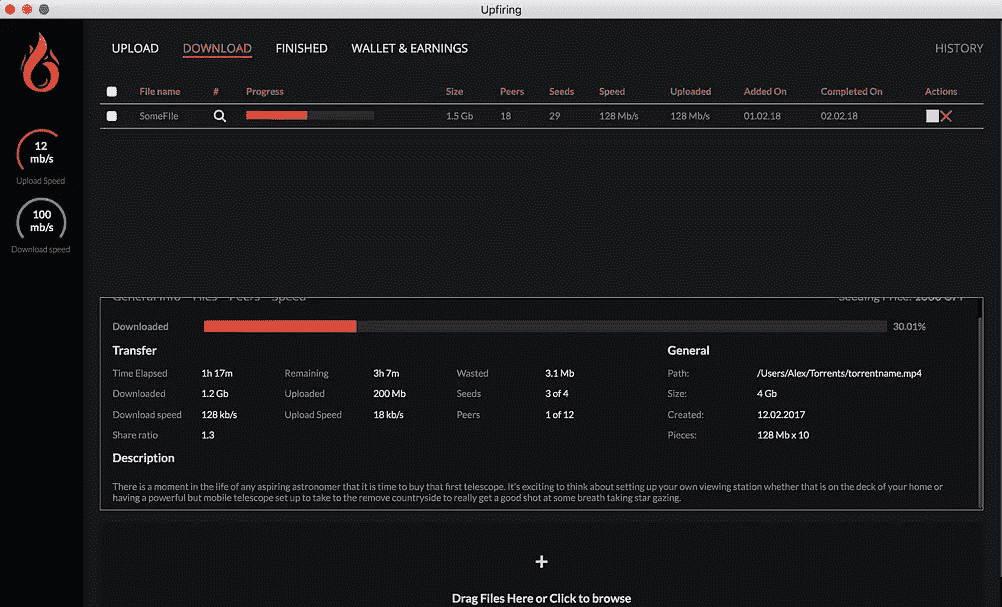 Upfiring
UPLOAD DOWNLOAD FINISHED WALLET & EARNINGS HISTORY
File name # Progress Size Peers Seeds Speed Uploaded Added On Completed On Actions
SomeFIle 1.5 Gb 18 29 128 Mb/s 128 Mb/s 01.02.18 02.02.18
12
mb/s
Upload Speed
100
mb/s
Download speed
General Info Files Peers Speed
Downloaded 30.01%
Transfer General
Time Elapsed 1h 17m Remaining 3h 7m Wasted 3.1 Mb Path: /Users/Alex/Torrents/torrentname.mp4
Downloaded 1.2 Gb Uploaded 200 Mb Seeds 3 of 4 Size: 4 Gb
Download speed 128 kb/s Upload Speed 18 kb/s Peers 1 of 12 Created: 12.02.2017
Share ratio 1.3 Pieces: 128 Mb x 10
Description
There is a moment in the life of any aspiring astronomer that it is time to buy that first telescope. It's exciting to think about setting up your own viewing station whether that is on the deck of your home or
having a powerful but mobile telescope set up to take to the remove countryside to really get a good shot at some breath taking star gazing.
+
Drag Files Here or Click to browse